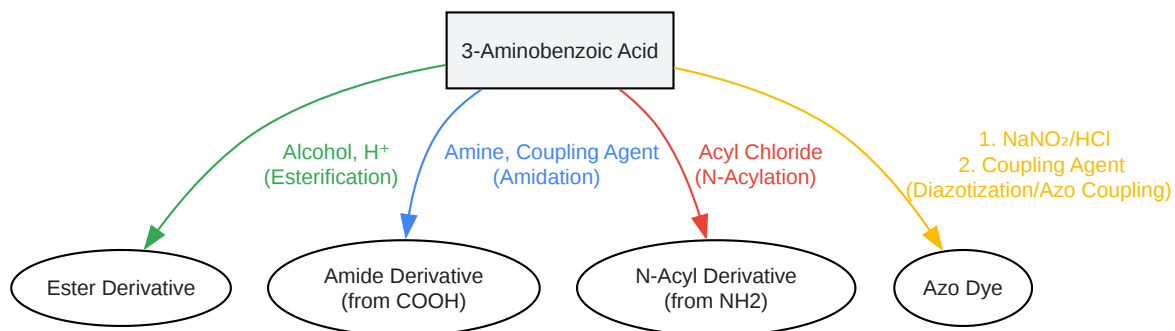 3-Aminobenzoic Acid
Alcohol, H⁺
(Esterification)
Amine, Coupling Agent
(Amidation)
Acyl Chloride
(N-Acylation)
1. NaNO₂/HCl
2. Coupling Agent
(Diazotization/Azo Coupling)
Ester Derivative
Amide Derivative
(from COOH)
N-Acyl Derivative
(from NH2)
Azo Dye